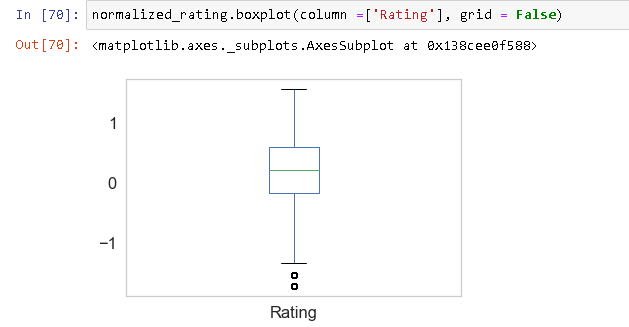 In [70]: normalized_rating.boxplot(column =['Rating'], grid = False)
Out[70]: <matplotlib.axes._subplots.AxesSubplot at 0x138cee0f588>
1
0
−1
Rating